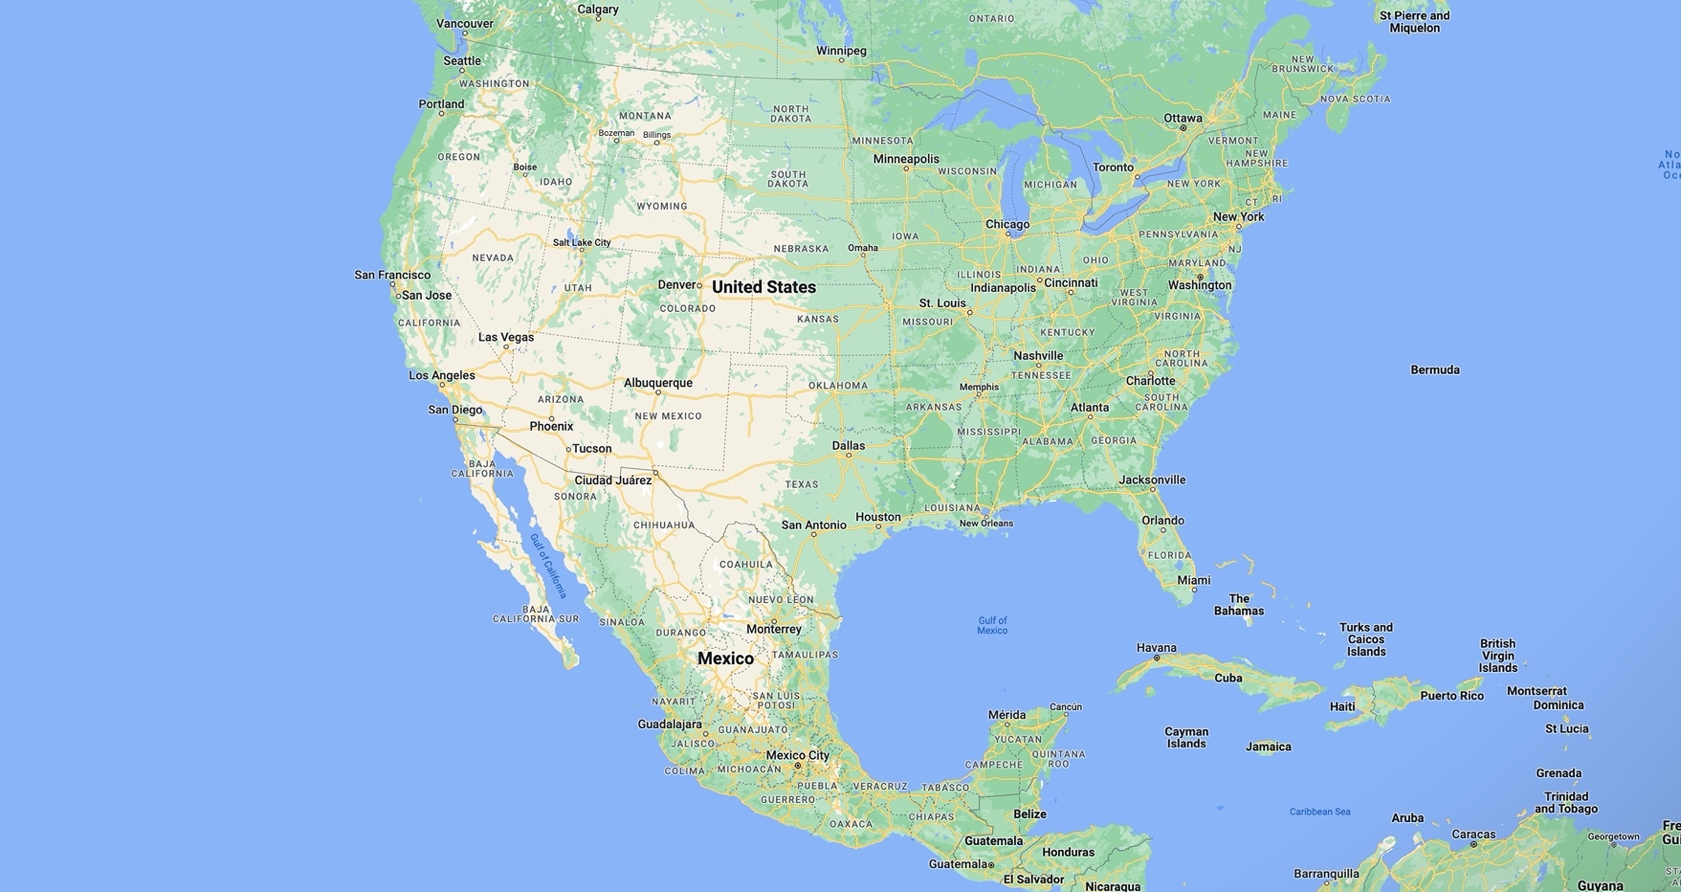 Calgary
Vancouver
ONTARIO
St Pierre and
Miquelon
Winnipeg
Seattle
NEW
BRUNSWICK
WASHINGTON
Portland
NOVA SCOTIA
MONTANA
NORTH
DAKOTA
MAINE
Ottawa
Bozeman
Billings
MINNESOTA
VERMONT
OREGON
Minneapolis
NEW
HAMPSHIRE
Boise
WISCONSIN
Toronto
IDAHO
SOUTH
DAKOTA
MICHIGAN
NEW YORK
WYOMING
CT
RI
Chicago
New York
Salt Lake City
NEBRASKA
Omaha
IOWA
PENNSYLVANIA
NJ
NEVADA
OHIO
MARYLAND
San Francisco
ILLINOIS
INDIANA
UTAH
Denver
United States
Indianapolis
Cincinnati
Washington
San Jose
COLORADO
St. Louis
WEST
VIRGINIA
CALIFORNIA
KANSAS
MISSOURI
VIRGINIA
KENTUCKY
Las Vegas
Nashville
NORTH
CAROLINA
Bermuda
Los Angeles
Albuquerque
OKLAHOMA
Memphis
TENNESSEE
Charlotte
ARIZONA
ARKANSAS
Atlanta
SOUTH
CAROLINA
San Diego
NEW MEXICO
Phoenix
MISSISSIPPI
ALABAMA
GEORGIA
Tucson
Dallas
BAJA
CALIFORNIA
Ciudad Juárez
TEXAS
Jacksonville
SONORA
LOUISIANA
CHIHUAHUA
San Antonio
Houston
New Orleans
Orlando
Gulf of California
FLORIDA
COAHUILA
Miami
NUEVO LEON
The
Bahamas
BAJA
CALIFORNIA SUR
SINALOA
Gulf of
Mexico
DURANGO
Monterrey
Turks and
Caicos
Islands
Mexico
TAMAULIPAS
Havana
British
Virgin
Islands
Cuba
NAYARIT
SAN LUIS
POTOSI
Puerto Rico
Montserrat
Haiti
Dominica
Guadalajara
Mérida
Cancún
GUANAJUATO
St Lucia
JALISCO
YUCATAN
Cayman
Islands
Jamaica
Mexico City
QUINTANA
ROO
COLIMA
MICHOACÁN
CAMPECHE
Grenada
PUEBLA
VERACRUZ
TABASCO
GUERRERO
Trinidad
and Tobago
OAXACA
CHIAPAS
Belize
Caribbean Sea
Aruba
Caracas
Georgetown
Guatemala
Honduras
Guatemala
Barranquilla
El Salvador
Nicaragua
Guyana